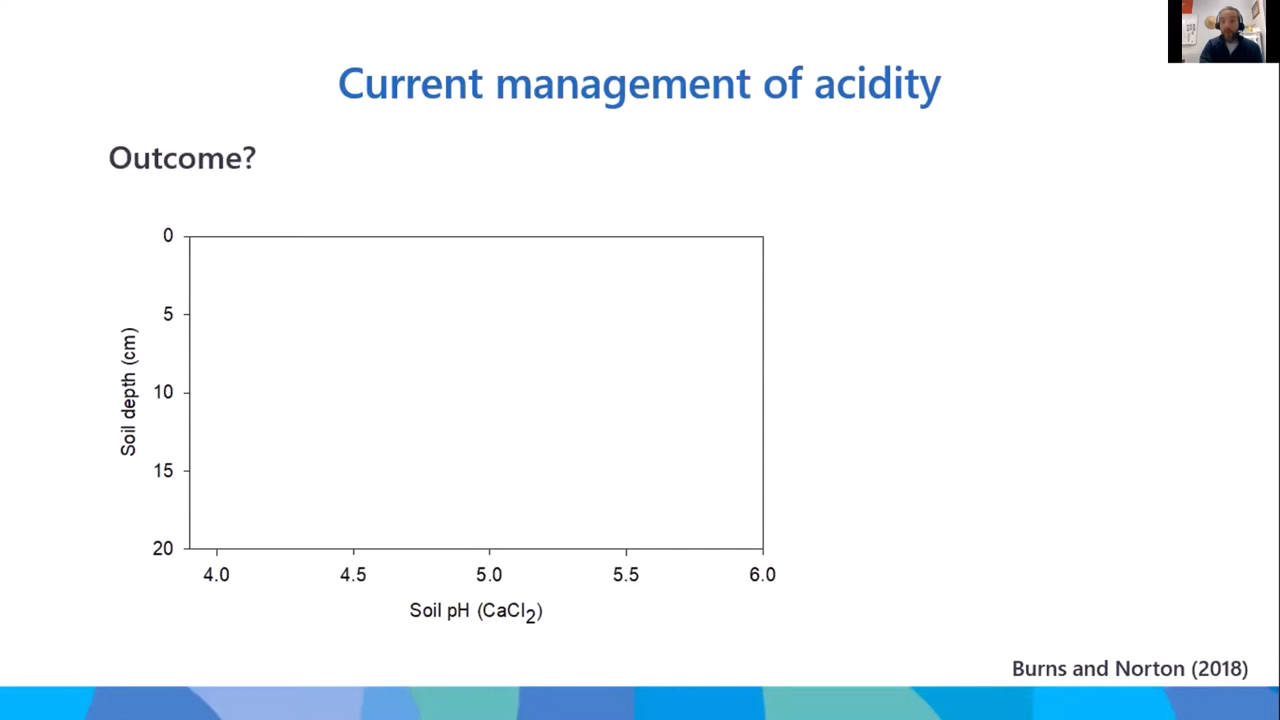 Current management of acidity
Outcome?
0
5
10
15
20
Soil depth (cm)
4.0 4.5 5.0 5.5 6.0
Soil pH (CaCl₂)
Burns and Norton (2018)